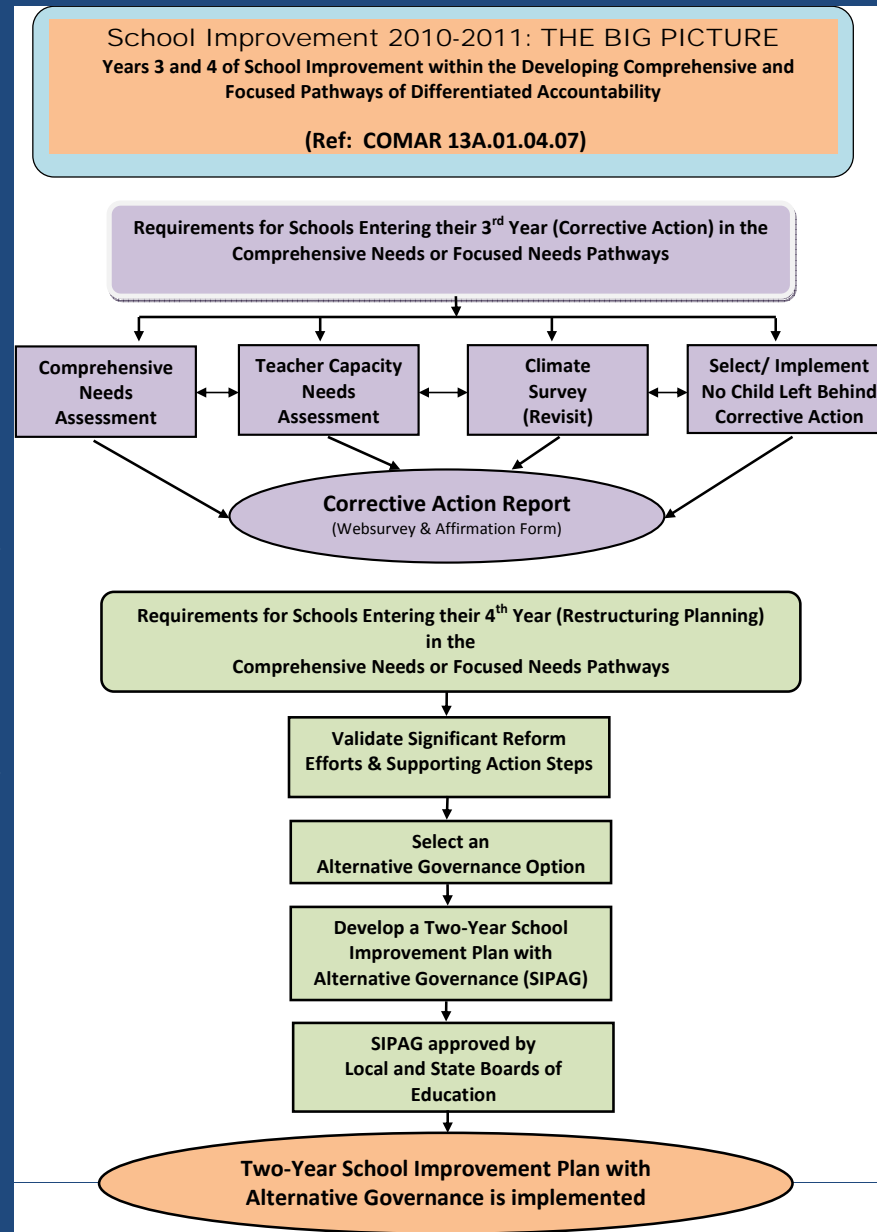 School Improvement 2010-2011: THE BIG PICTURE
Years 3 and 4 of School Improvement within the Developing Comprehensive and
Focused Pathways of Differentiated Accountability
(Ref: COMAR 13A.01.04.07)
Requirements for Schools Entering their 3rd Year (Corrective Action) in the
Comprehensive Needs or Focused Needs Pathways
Comprehensive
Needs
Assessment
Teacher Capacity
Needs
Assessment
Climate
Survey
(Revisit)
Select/ Implement
No Child Left Behind
Corrective Action
Corrective Action Report
(Websurvey & Affirmation Form)
Requirements for Schools Entering their 4th Year (Restructuring Planning)
in the
Comprehensive Needs or Focused Needs Pathways
Validate Significant Reform
Efforts & Supporting Action Steps
Select an
Alternative Governance Option
Develop a Two-Year School
Improvement Plan with
Alternative Governance (SIPAG)
SIPAG approved by
Local and State Boards of
Education
Two-Year School Improvement Plan with
Alternative Governance is implemented